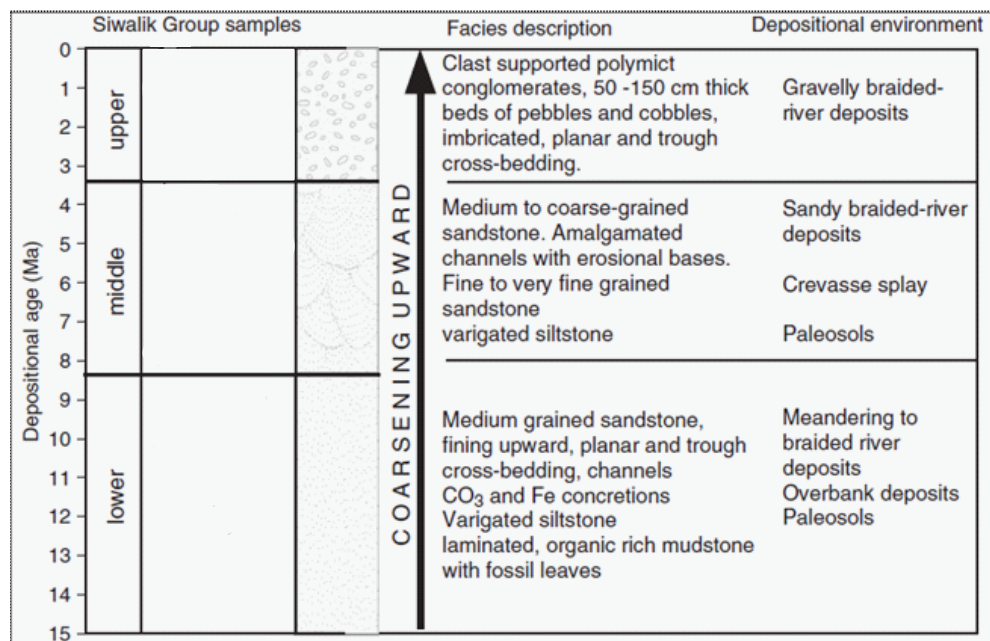 Siwalik Group samples
Facies description
Depositional environment
Depositional age (Ma)
0
1
2
3
4
5
6
7
8
9
10
11
12
13
14
15
upper
middle
lower
COARSENING UPWARD
Clast supported polymict
conglomerates, 50 -150 cm thick
beds of pebbles and cobbles,
imbricated, planar and trough
cross-bedding.
Gravelly braided-
river deposits
Medium to coarse-grained
sandstone. Amalgamated
channels with erosional bases.
Fine to very fine grained
sandstone
varigated siltstone
Sandy braided-river
deposits
Crevasse splay
Paleosols
Medium grained sandstone,
fining upward, planar and trough
cross-bedding, channels
CO3 and Fe concretions
Varigated siltstone
laminated, organic rich mudstone
with fossil leaves
Meandering to
braided river
deposits
Overbank deposits
Paleosols